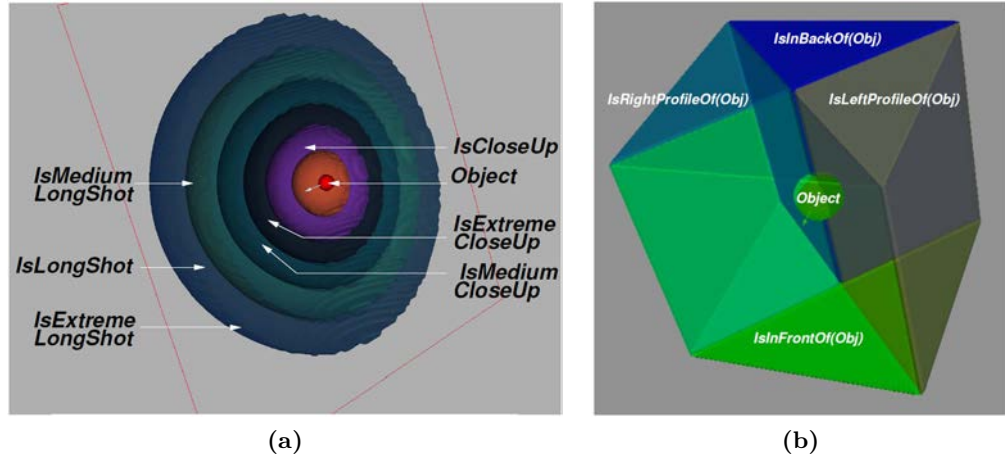 IsCloseUp
Object
IsMedium
LongShot
IsExtreme
CloseUp
IsLongShot
IsMedium
CloseUp
IsExtreme
LongShot
(a)
IsInBackOf(Obj)
IsRightProfileOf(Obj)
IsLeftProfileOf(Obj)
Object
IsInFrontOf(Obj)
(b)